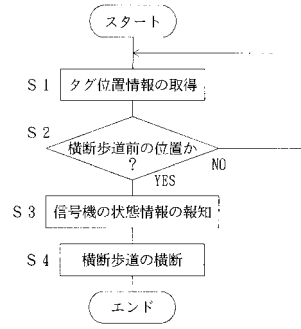 スタート
S1 タグ位置情報の取得
S2 横断歩道前の位置か
?
NO
YES
S3 信号機の状態情報の報知
S4 横断歩道の横断
エンド